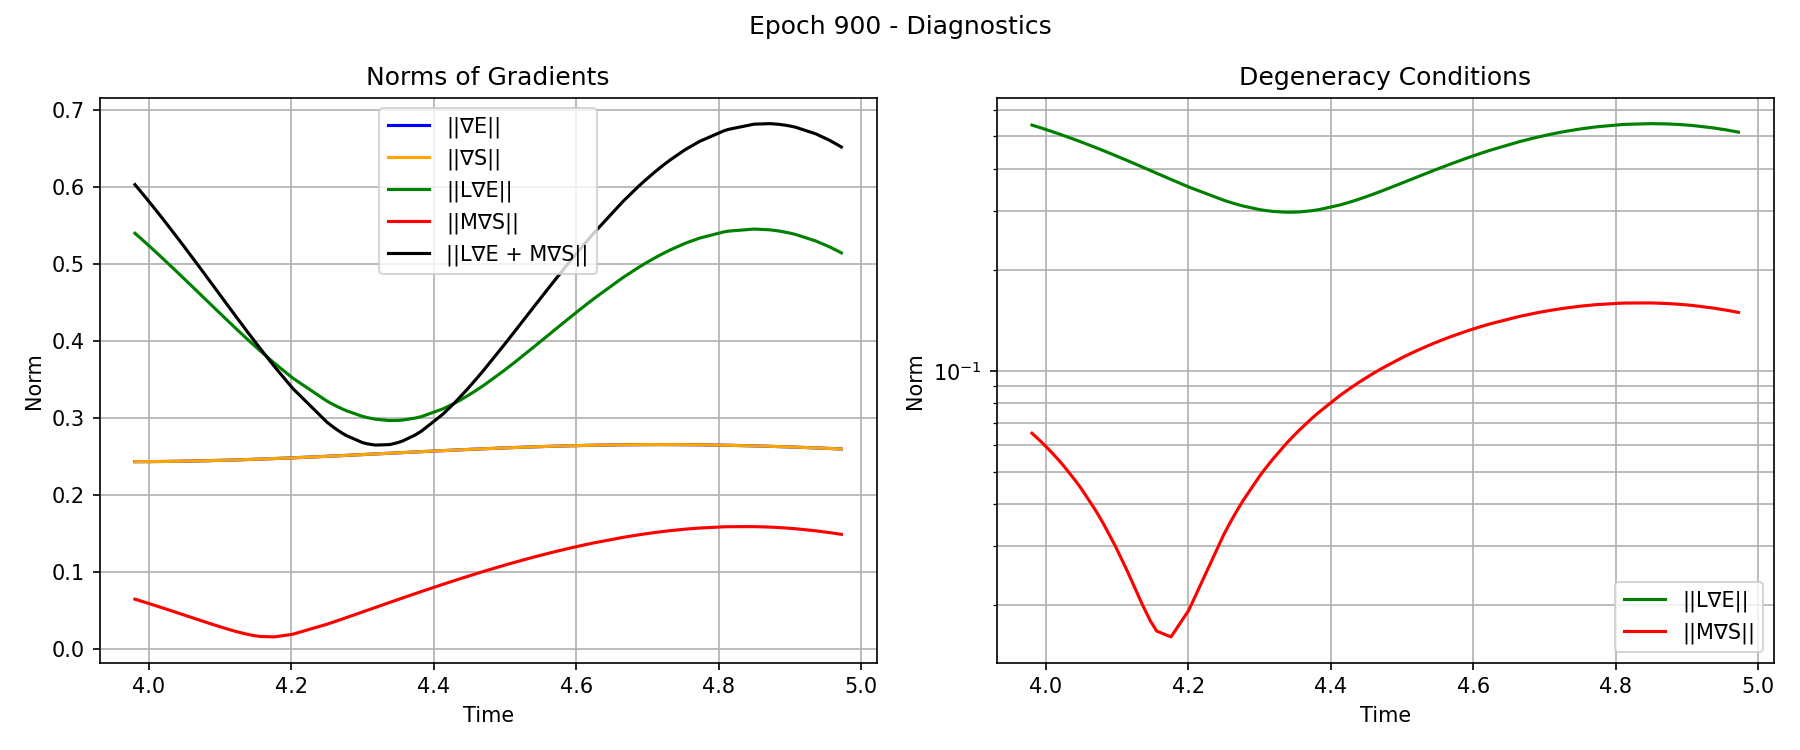 Epoch 900 - Diagnostics
Norms of Gradients
0.7
0.6
0.5
0.4
0.3
0.2
0.1
0.0
Norm
||∇E||
||∇S||
||L∇E||
||M∇S||
||L∇E + M∇S||
4.0 4.2 4.4 4.6 4.8 5.0
Time
Degeneracy Conditions
10⁻¹
Norm
||L∇E||
||M∇S||
4.0 4.2 4.4 4.6 4.8 5.0
Time